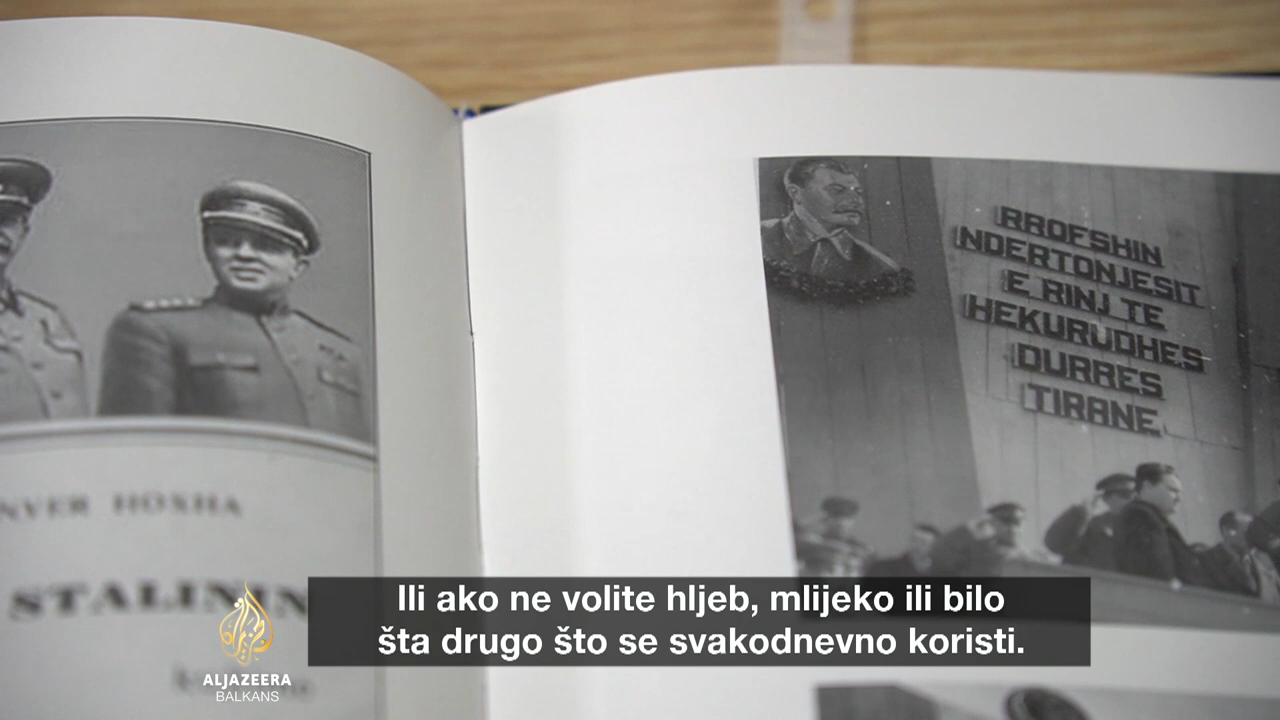 RROFSHIN
NDERTONJESIT
E RINJ TE
HEKURUDHES
DURRES
TIRANE
NVER HOXHA
STALININ
Ili ako ne volite hljeb, mlijeko ili bilo
šta drugo što se svakodnevno koristi.
ALJAZEERA
BALKANS